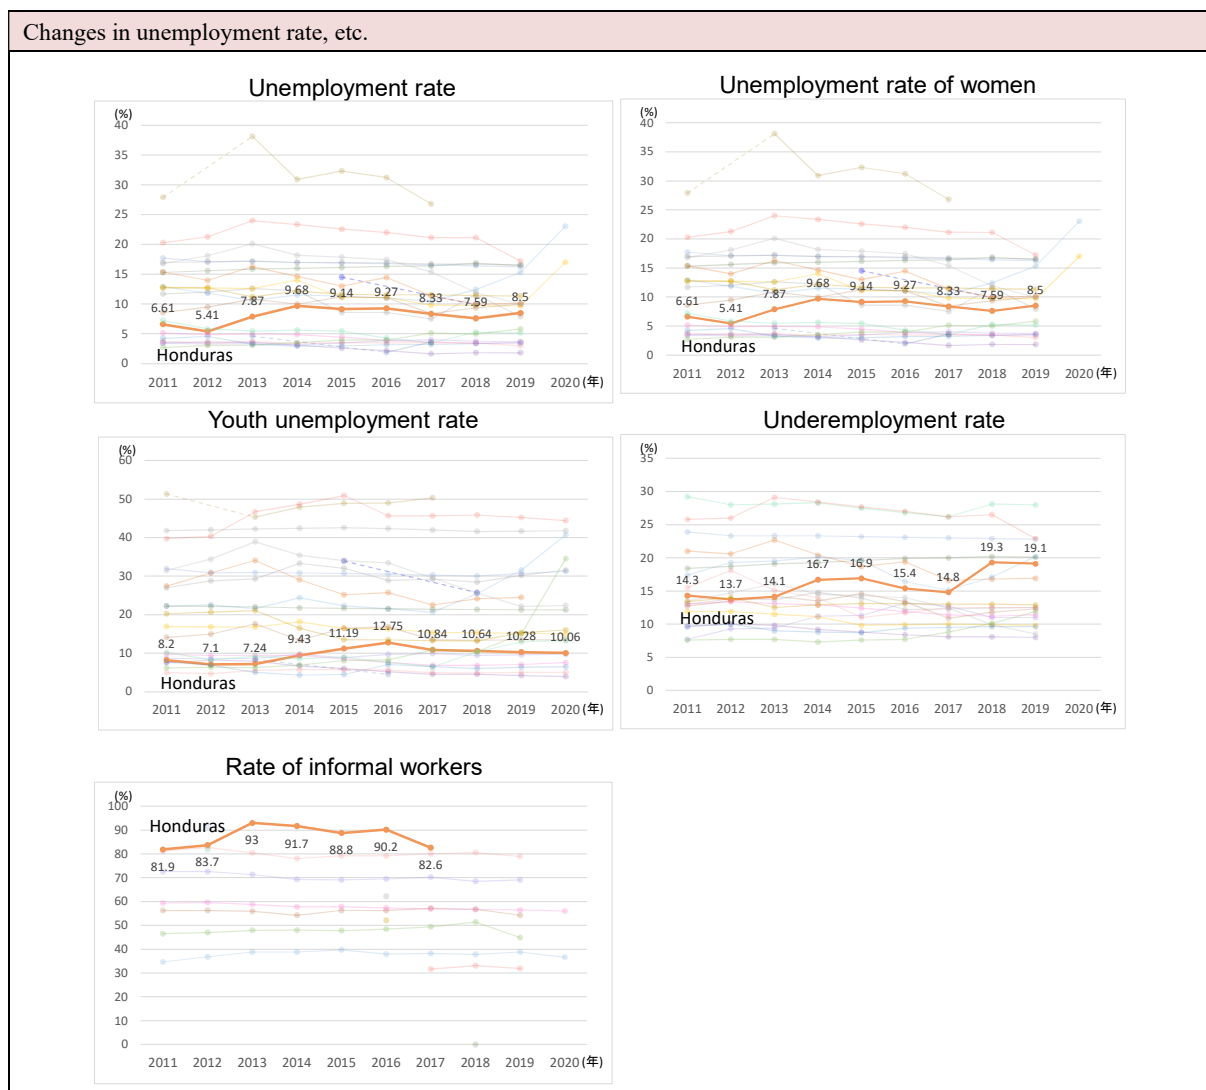 Changes in unemployment rate, etc.
Unemployment rate
(%)
40
35
30
25
20
15
10
5
0
6.61 5.41 7.87 9.68 9.14 9.27 8.33 7.59 8.5
Honduras
2011 2012 2013 2014 2015 2016 2017 2018 2019 2020 (年)
Unemployment rate of women
(%)
40
35
30
25
20
15
10
5
0
6.61 5.41 7.87 9.68 9.14 9.27 8.33 7.59 8.5
Honduras
2011 2012 2013 2014 2015 2016 2017 2018 2019 2020 (年)
Youth unemployment rate
(%)
60
50
40
30
20
10
0
8.2 7.1 7.24 9.43 11.19 12.75 10.84 10.64 10.28 10.06
Honduras
2011 2012 2013 2014 2015 2016 2017 2018 2019 2020 (年)
Underemployment rate
(%)
35
30
25
20
15
10
5
0
14.3 13.7 14.1 16.7 16.9 15.4 14.8 19.3 19.1
Honduras
2011 2012 2013 2014 2015 2016 2017 2018 2019 2020 (年)
Rate of informal workers
(%)
100
90
80
70
60
50
40
30
20
10
0
Honduras
81.9 83.7 93 91.7 88.8 90.2 82.6
2011 2012 2013 2014 2015 2016 2017 2018 2019 2020 (年)